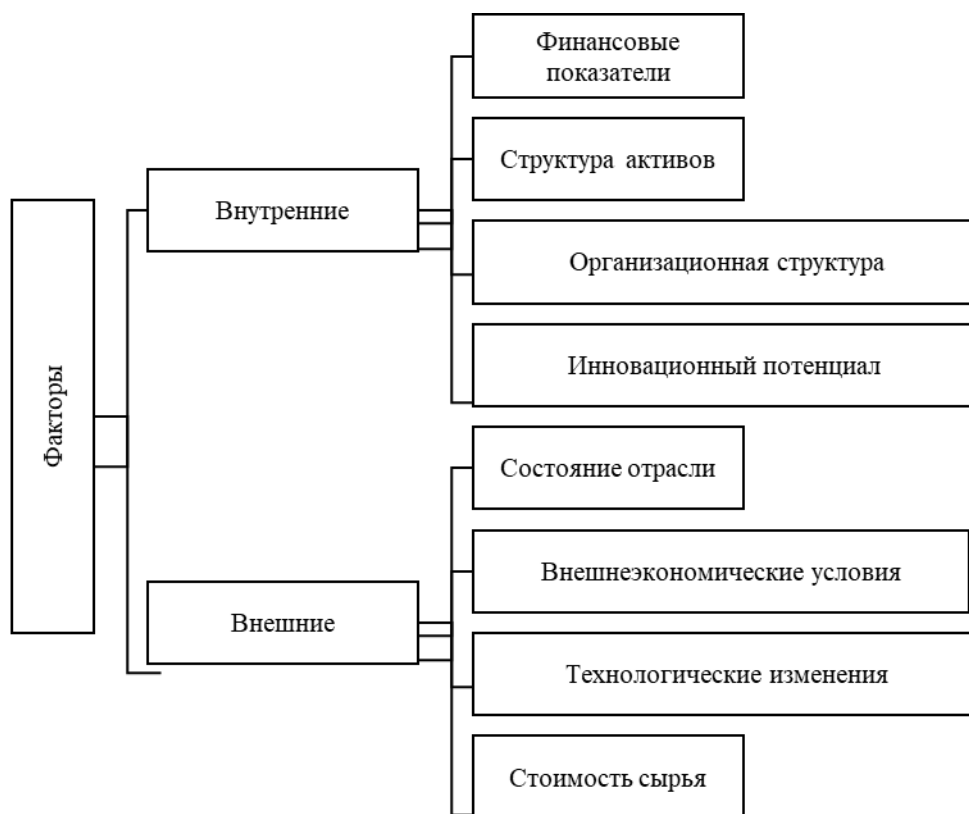 Факторы
Внутренние
Финансовые
показатели
Структура активов
Организационная структура
Инновационный потенциал
Внешние
Состояние отрасли
Внешнеэкономические условия
Технологические изменения
Стоимость сырья